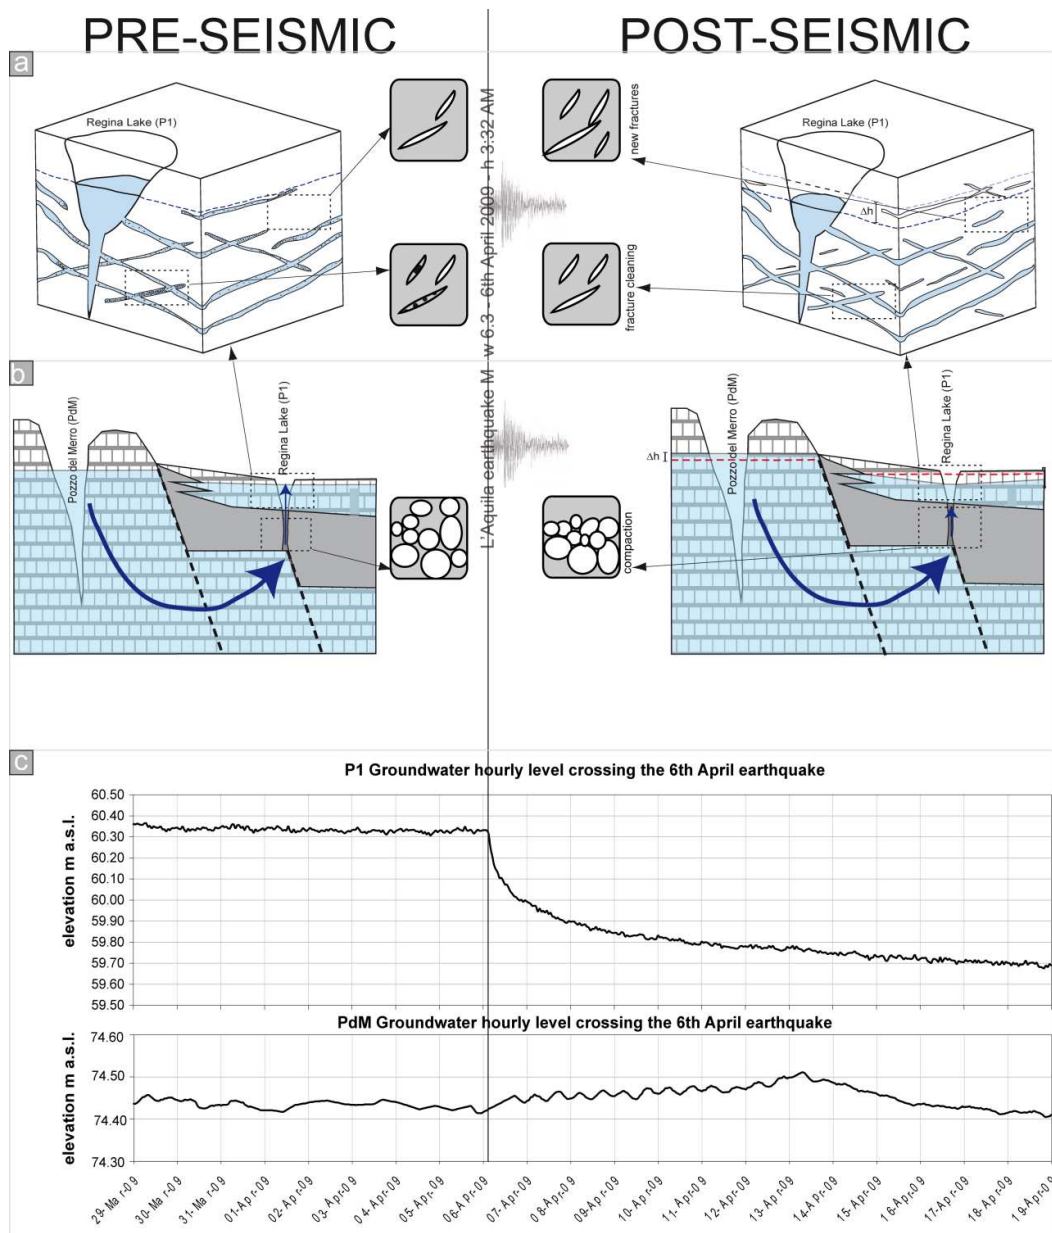 PRE-SEISMIC
POST-SEISMIC
a
Regina Lake (P1)
new fractures
Regina Lake (P1)
Δh
fracture cleaning
L'Aquila earthquake M w 6.3 - 6th April 2009 - h 3:32 AM
b
Pozzo del Merro (PdM)
Regina Lake (P1)
compaction
Δh
Pozzo del Merro (PdM)
Regina Lake (P1)
c
P1 Groundwater hourly level crossing the 6th April earthquake
elevation m a.s.l.
60.50
60.40
60.30
60.20
60.10
60.00
59.90
59.80
59.70
59.60
59.50
PdM Groundwater hourly level crossing the 6th April earthquake
elevation m a.s.l.
74.60
74.50
74.40
74.30
29-Mar-09
30-Mar-09
31-Mar-09
01-Apr-09
02-Apr-09
03-Apr-09
04-Apr-09
05-Apr-09
06-Apr-09
07-Apr-09
08-Apr-09
09-Apr-09
10-Apr-09
11-Apr-09
12-Apr-09
13-Apr-09
14-Apr-09
15-Apr-09
16-Apr-09
17-Apr-09
18-Apr-09
19-Apr-09